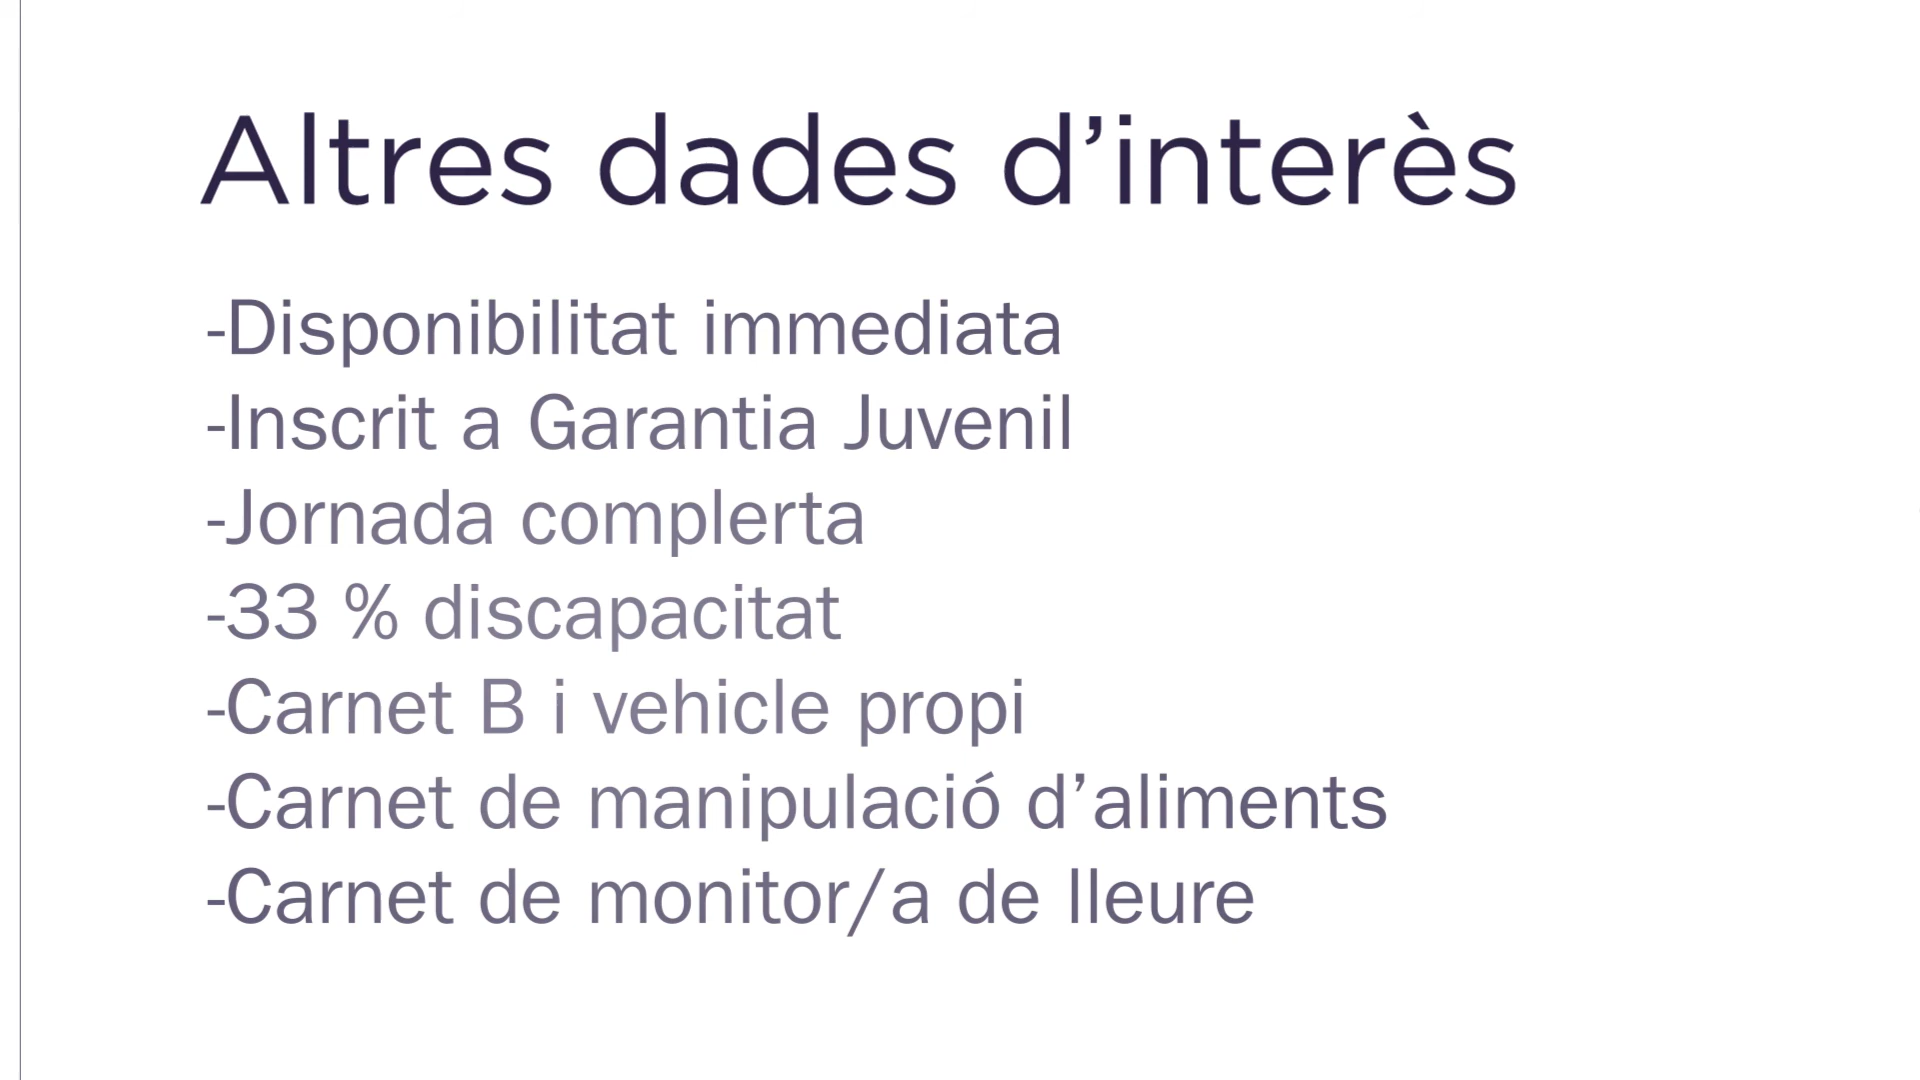 Altres dades d’interès
-Disponibilitat immediata
-Inscrit a Garantia Juvenil
-Jornada complerta
-33 % discapacitat
-Carnet B i vehicle propi
-Carnet de manipulació d’aliments
-Carnet de monitor/a de lleure